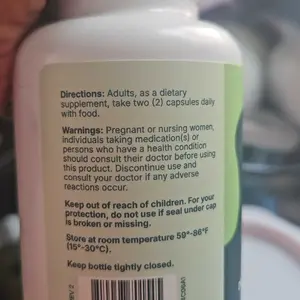 Directions: Adults, as a dietary
supplement, take two (2) capsules daily
with food.
Warnings: Pregnant or nursing women,
individuals taking medication(s) or
persons who have a health condition
should consult their doctor before using
this product. Discontinue use and
consult your doctor if any adverse
reactions occur.
Keep out of reach of children. For your
protection, do not use if seal under cap
is broken or missing.
Store at room temperature 59°-86°F
(15°-30°C).
Keep bottle tightly closed.